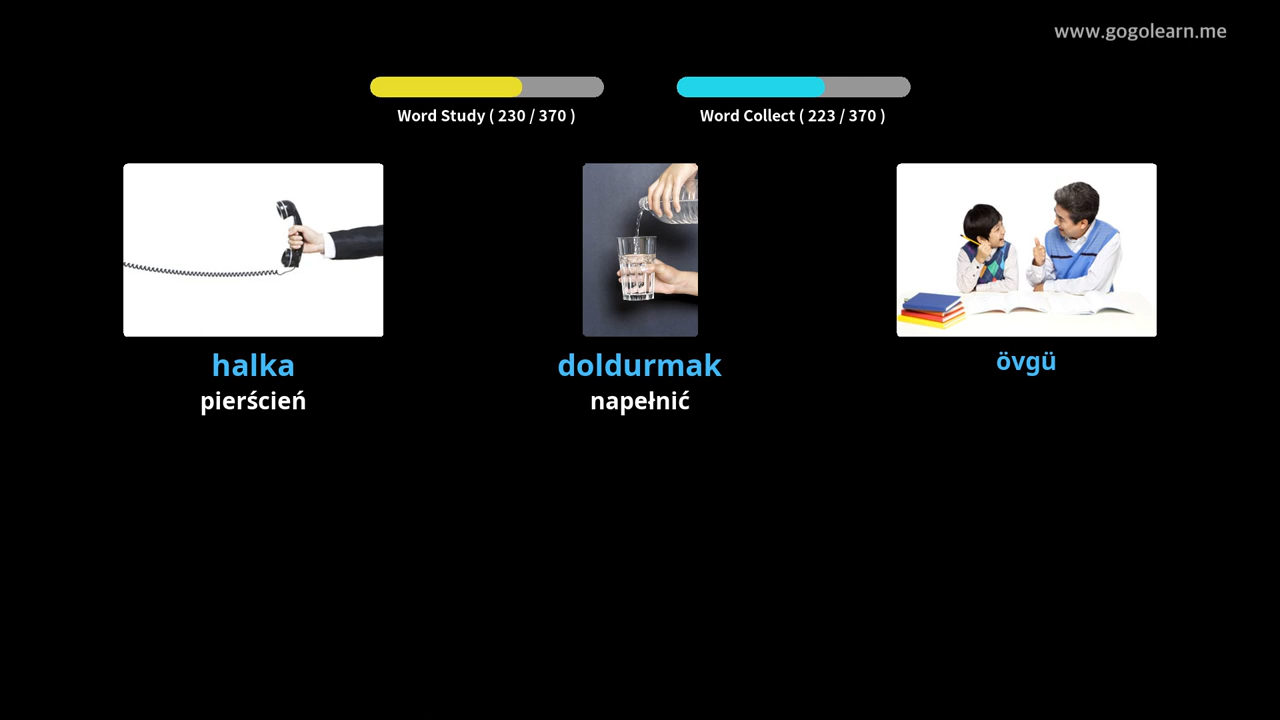 www.gogolearn.me
Word Study ( 230 / 370 )
Word Collect ( 223 / 370 )
halka
pierścień
doldurmak
napełnić
övgü